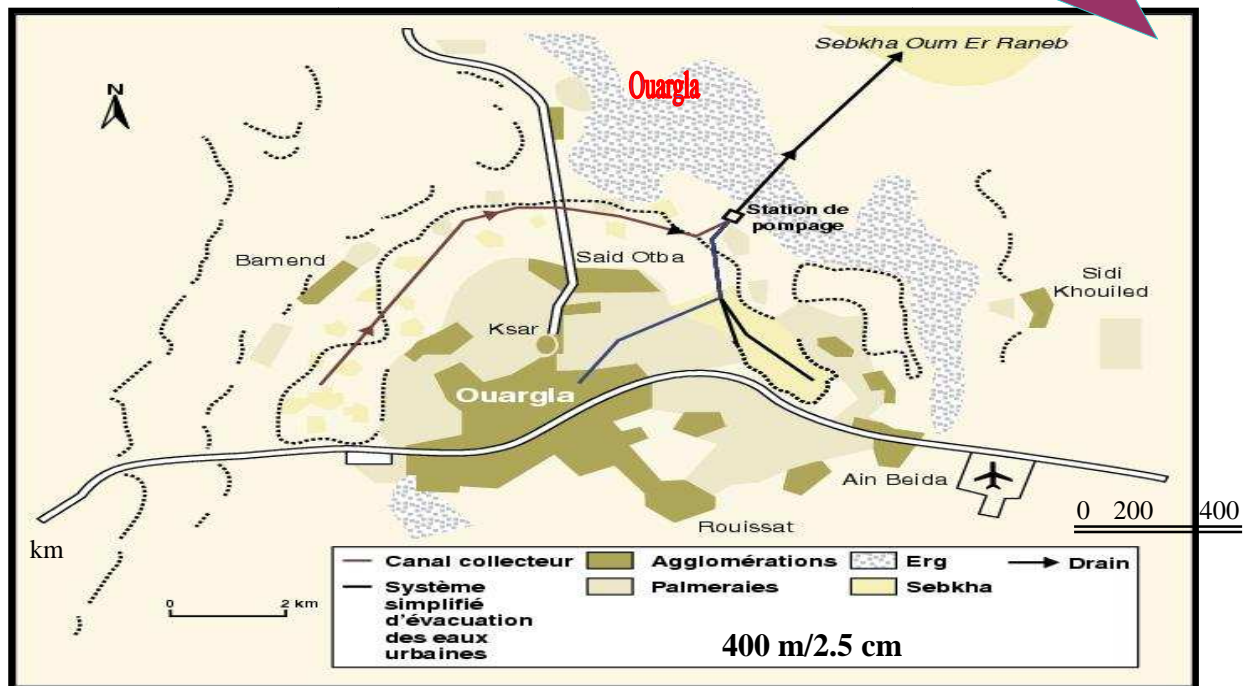 Sebkha Oum Er Raneb
Ouargla
N
Station de
pompage
Bamend
Said Otba
Sidi
Khouiled
Ksar
Ouargla
Ain Beida
Rouissat
0 200 400
km
0 2 km
Canal collecteur
Système
simplifié
d'évacuation
des eaux
urbaines
Agglomérations
Palmeraies
Erg
Sebkha
Drain
400 m/2.5 cm